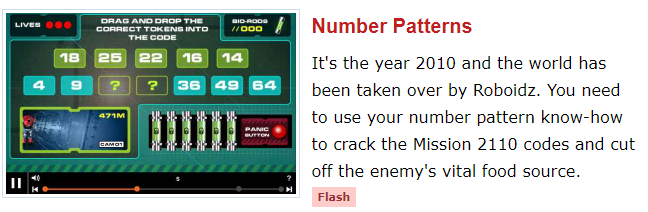 LIVES
DRAG AND DROP THE
CORRECT TOKENS INTO
THE CODE
BIO-RODS
//000
18 25 22 16 14
4 9 ? ? 36 49 64
471M
CAM01
PANIC
BUTTON
s
?
Number Patterns
It's the year 2010 and the world has
been taken over by Roboidz. You need
to use your number pattern know-how
to crack the Mission 2110 codes and cut
off the enemy's vital food source.
Flash